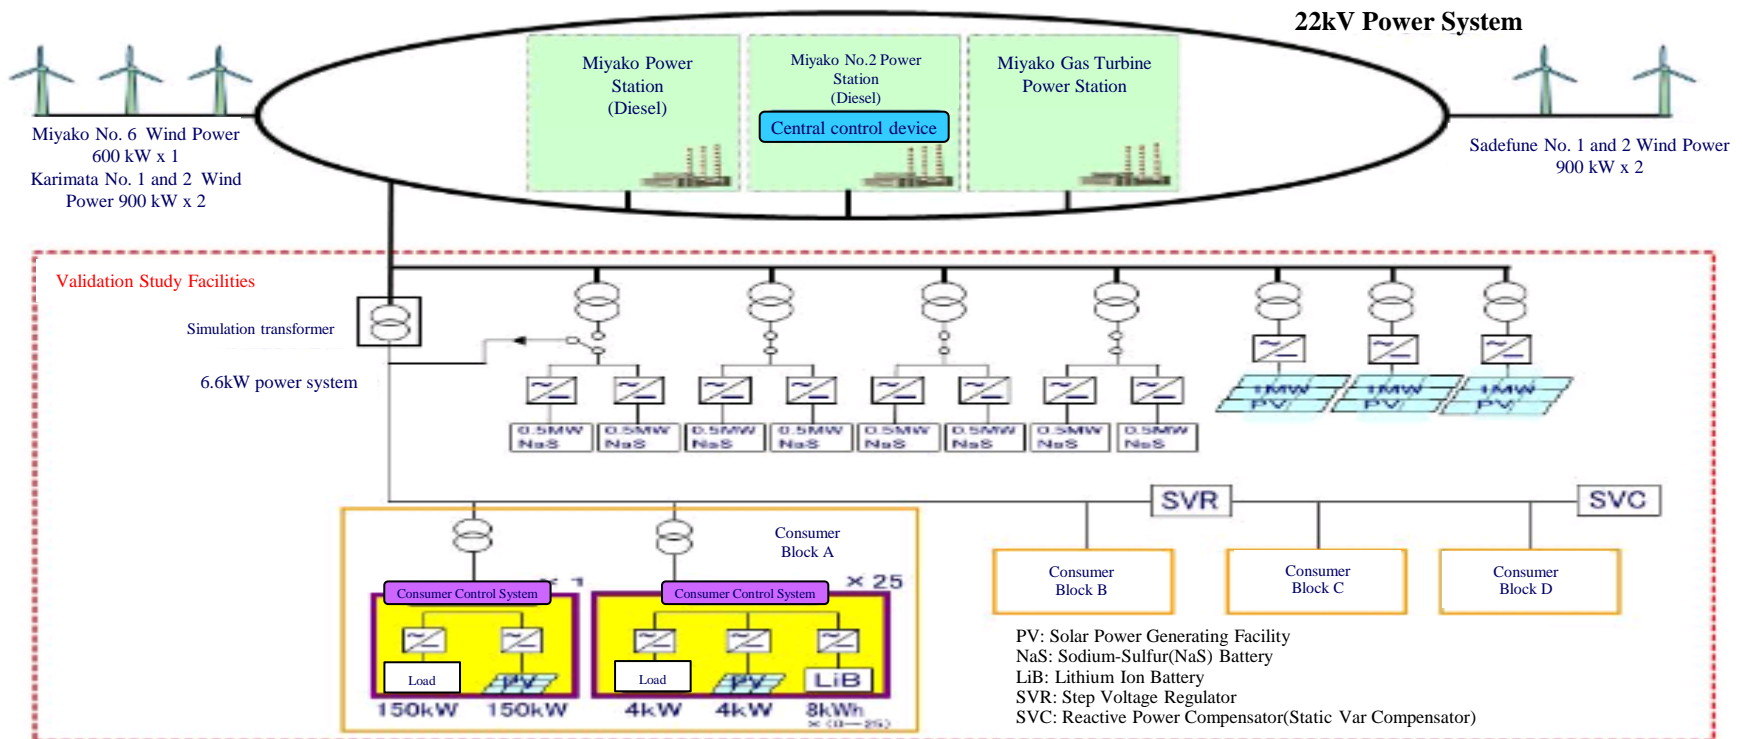 22kV Power System
Miyako Power
Station
(Diesel)
Miyako No.2 Power
Station
(Diesel)
Central control device
Miyako Gas Turbine
Power Station
Miyako No. 6 Wind Power
600 kW x 1
Karimata No. 1 and 2 Wind
Power 900 kW x 2
Sadefune No. 1 and 2 Wind Power
900 kW x 2
Validation Study Facilities
Simulation transformer
6.6kW power system
0.5MW
NaS
0.5MW
NaS
0.5MW
NaS
0.5MW
NaS
0.5MW
NaS
0.5MW
NaS
0.5MW
NaS
0.5MW
NaS
1MW
PV
1MW
PV
1MW
PV
SVR
SVC
Consumer
Block A
× 1
Consumer Control System
Load
PV
150kW
150kW
× 25
Consumer Control System
Load
PV
LiB
4kW
4kW
8kWh
× (0—25)
Consumer
Block B
Consumer
Block C
Consumer
Block D
PV: Solar Power Generating Facility
NaS: Sodium-Sulfur(NaS) Battery
LiB: Lithium Ion Battery
SVR: Step Voltage Regulator
SVC: Reactive Power Compensator(Static Var Compensator)